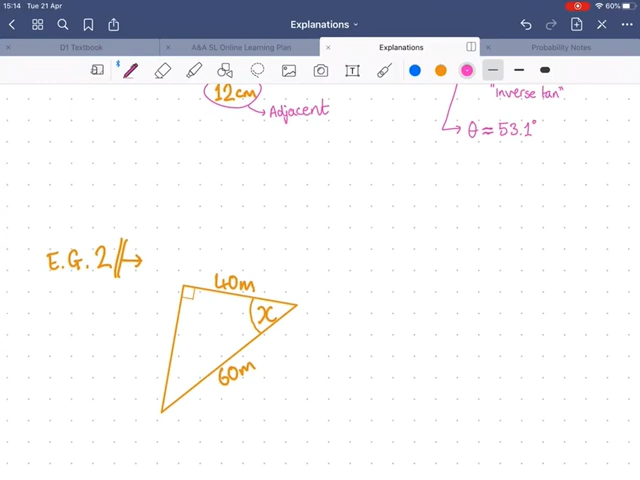 15:14 Tue 21 Apr
60%
Explanations
D1 Textbook
A&A SL Online Learning Plan
Explanations
Probability Notes
12cm
Adjacent
"Inverse tan"
θ ≈ 53.1°
E.G. 2
40m
x
60m